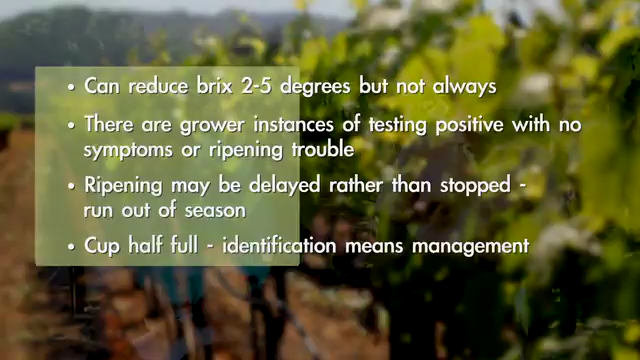 • Can reduce brix 2-5 degrees but not always
• There are grower instances of testing positive with no
symptoms or ripening trouble
• Ripening may be delayed rather than stopped -
run out of season
• Cup half full - identification means management